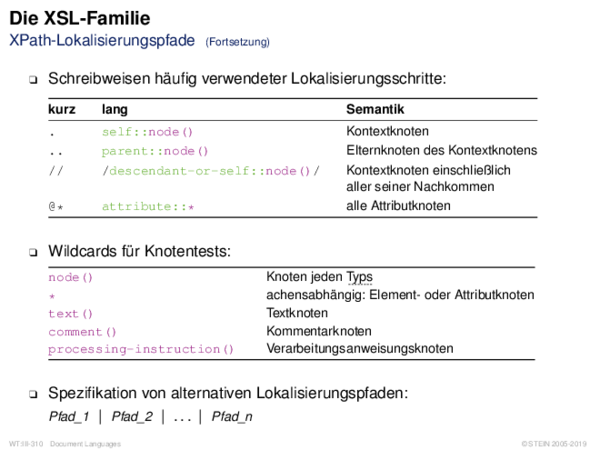 Die XSL-Familie
XPath-Lokalisierungspfade (Fortsetzung)
❑ Schreibweisen häufig verwendeter Lokalisierungsschritte:
kurz lang Semantik
. self::node() Kontextknoten
.. parent::node() Elternknoten des Kontextknotens
// /descendant-or-self::node()/ Kontextknoten einschließlich
aller seiner Nachkommen
@* attribute::* alle Attributknoten
❑ Wildcards für Knotentests:
node() Knoten jeden Typs
* achensabhängig: Element- oder Attributknoten
text() Textknoten
comment() Kommentarknoten
processing-instruction() Verarbeitungsanweisungsknoten
❑ Spezifikation von alternativen Lokalisierungspfaden:
Pfad_1 | Pfad_2 | ... | Pfad_n
WT:III-310 Document Languages © STEIN 2005-2019